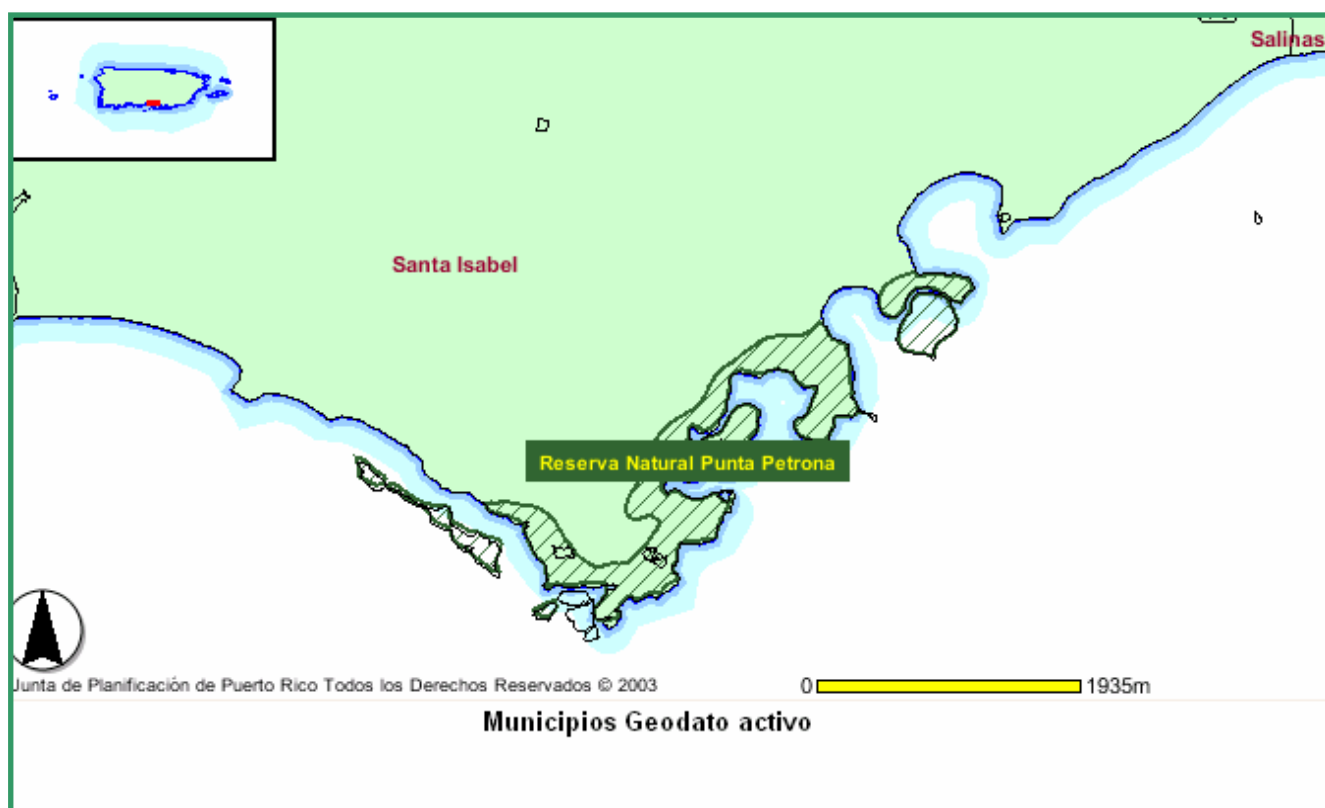 Salinas
Santa Isabel
Reserva Natural Punta Petrona
Junta de Planificación de Puerto Rico Todos los Derechos Reservados © 2003
0 1935m
Municipios Geodato activo